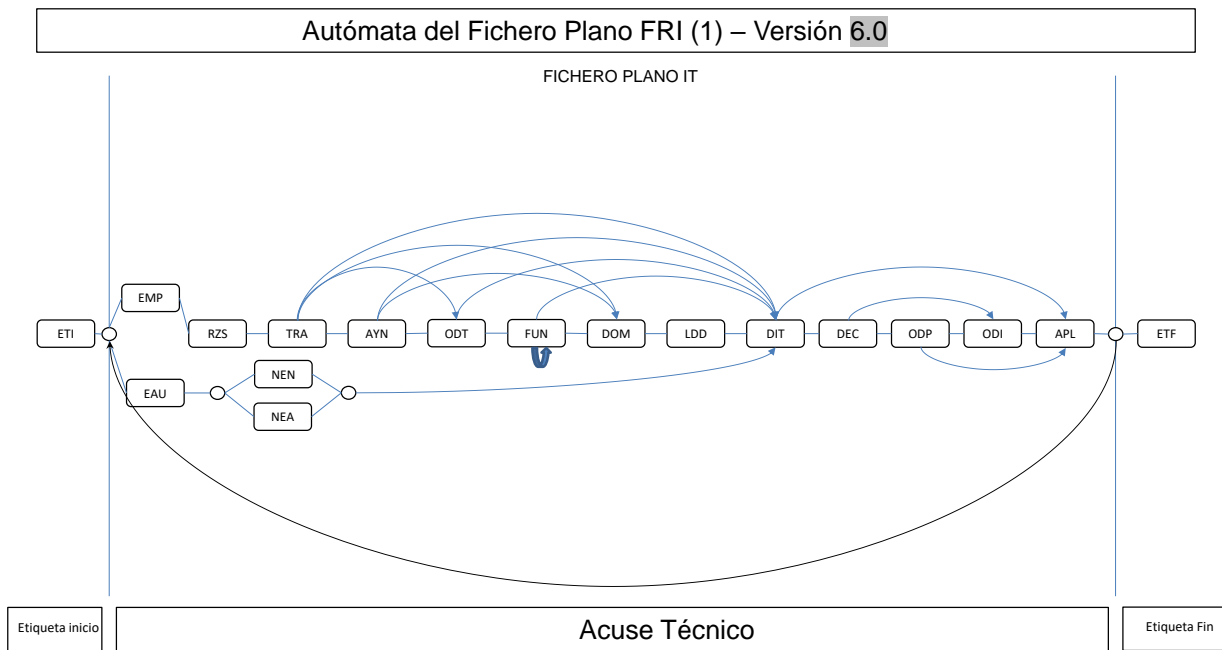 Autómata del Fichero Plano FRI (1) – Versión 6.0
FICHERO PLANO IT
EMP
ETI
RZS
TRA
AYN
ODT
FUN
DOM
LDD
DIT
DEC
ODP
ODI
APL
ETF
NEN
EAU
NEA
Etiqueta inicio
Acuse Técnico
Etiqueta Fin